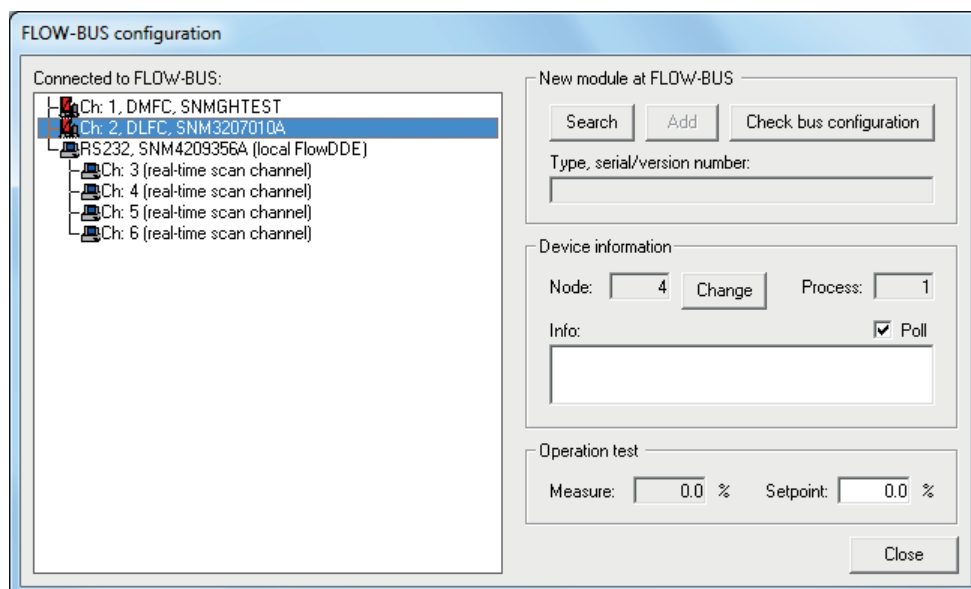 FLOW-BUS configuration
Connected to FLOW-BUS:
Ch: 1, DMFC, SNMGHTEST
Ch: 2, DLFC, SNM3207010A
RS232, SNM4209356A (local FlowDDE)
Ch: 3 (real-time scan channel)
Ch: 4 (real-time scan channel)
Ch: 5 (real-time scan channel)
Ch: 6 (real-time scan channel)
New module at FLOW-BUS
Search Add Check bus configuration
Type, serial/version number:
Device information
Node: 4 Change Process: 1
Info: Poll
Operation test
Measure: 0.0 % Setpoint: 0.0 %
Close